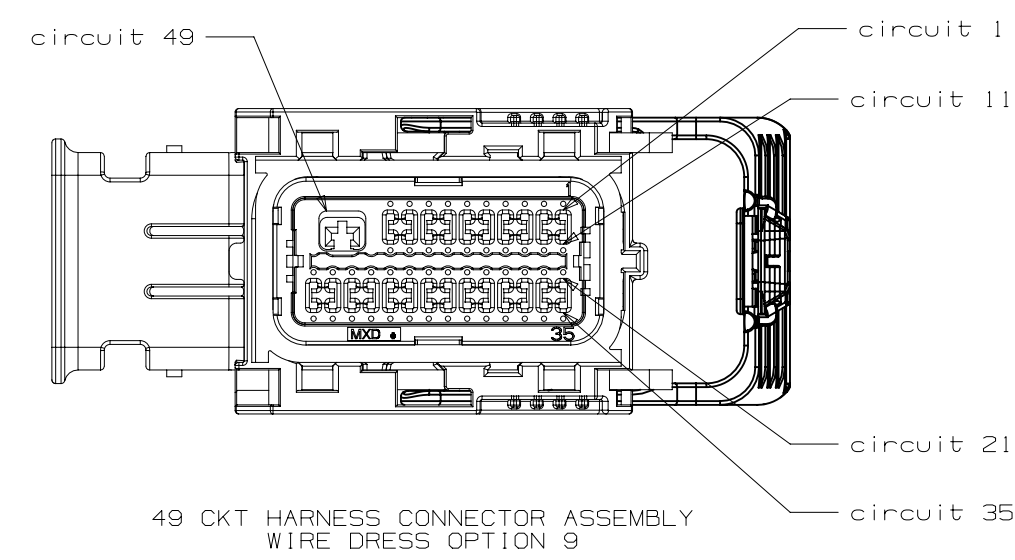 circuit 49
circuit 1
circuit 11
MXD
35
circuit 21
circuit 35
49 CKT HARNESS CONNECTOR ASSEMBLY
WIRE DRESS OPTION 9